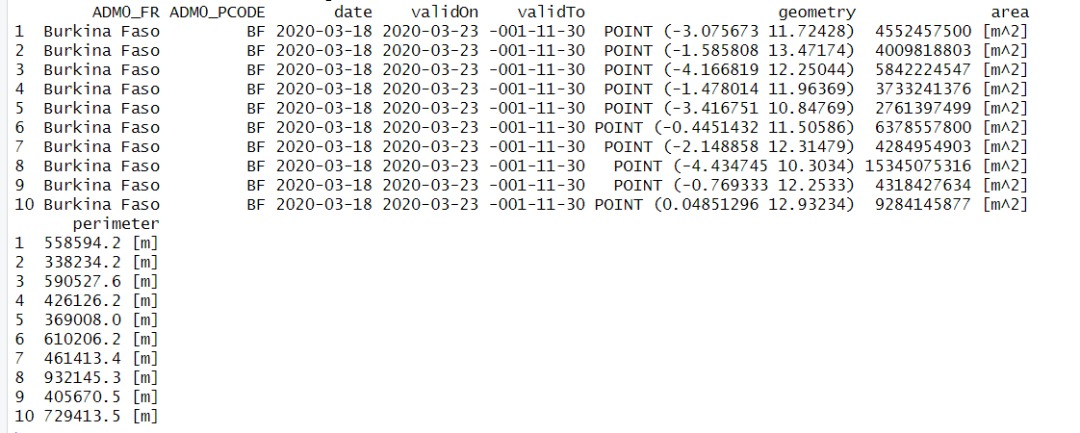 ADM0_FR ADM0_PCODE date validOn validTo geometry area
1 Burkina Faso BF 2020-03-18 2020-03-23 -001-11-30 POINT (-3.075673 11.72428) 4552457500 [m^2]
2 Burkina Faso BF 2020-03-18 2020-03-23 -001-11-30 POINT (-1.585808 13.47174) 4009818803 [m^2]
3 Burkina Faso BF 2020-03-18 2020-03-23 -001-11-30 POINT (-4.166819 12.25044) 5842224547 [m^2]
4 Burkina Faso BF 2020-03-18 2020-03-23 -001-11-30 POINT (-1.478014 11.96369) 3733241376 [m^2]
5 Burkina Faso BF 2020-03-18 2020-03-23 -001-11-30 POINT (-3.416751 10.84769) 2761397499 [m^2]
6 Burkina Faso BF 2020-03-18 2020-03-23 -001-11-30 POINT (-0.4451432 11.50586) 6378557800 [m^2]
7 Burkina Faso BF 2020-03-18 2020-03-23 -001-11-30 POINT (-2.148858 12.31479) 4284954903 [m^2]
8 Burkina Faso BF 2020-03-18 2020-03-23 -001-11-30 POINT (-4.434745 10.3034) 15345075316 [m^2]
9 Burkina Faso BF 2020-03-18 2020-03-23 -001-11-30 POINT (-0.769333 12.2533) 4318427634 [m^2]
10 Burkina Faso BF 2020-03-18 2020-03-23 -001-11-30 POINT (0.04851296 12.93234) 9284145877 [m^2]
perimeter
1 558594.2 [m]
2 338234.2 [m]
3 590527.6 [m]
4 426126.2 [m]
5 369008.0 [m]
6 610206.2 [m]
7 461413.4 [m]
8 932145.3 [m]
9 405670.5 [m]
10 729413.5 [m]